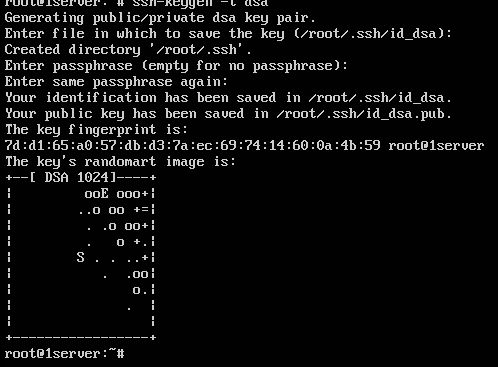 root@1server:~# ssh-keygen -t dsa
Generating public/private dsa key pair.
Enter file in which to save the key (/root/.ssh/id_dsa):
Created directory '/root/.ssh'.
Enter passphrase (empty for no passphrase):
Enter same passphrase again:
Your identification has been saved in /root/.ssh/id_dsa.
Your public key has been saved in /root/.ssh/id_dsa.pub.
The key fingerprint is:
7d:d1:65:a0:57:db:d3:7a:ec:69:74:14:60:0a:4b:59 root@1server
The key's randomart image is:
+--[ DSA 1024]----+
|         ooE ooo+|
|        ..o oo +=|
|         . .o oo+|
|         .   o +.|
|        S . . ..+|
|           .  .oo|
|               o.|
|              .  |
|                 |
+-----------------+
root@1server:~#